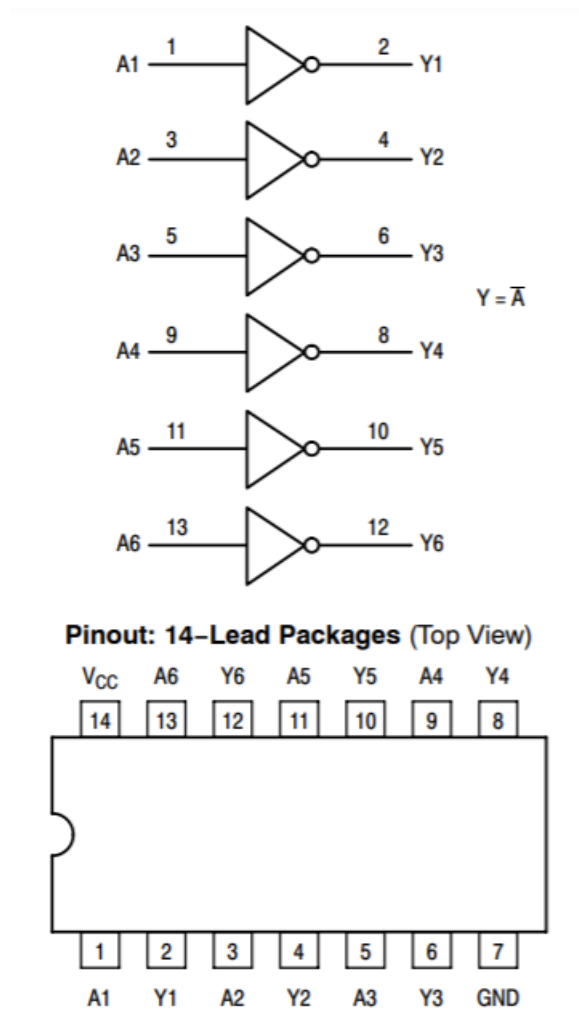 A1 1 2 Y1
A2 3 4 Y2
A3 5 6 Y3
Y = A̅
A4 9 8 Y4
A5 11 10 Y5
A6 13 12 Y6
Pinout: 14−Lead Packages (Top View)
VCC A6 Y6 A5 Y5 A4 Y4
14 13 12 11 10 9 8
1 2 3 4 5 6 7
A1 Y1 A2 Y2 A3 Y3 GND